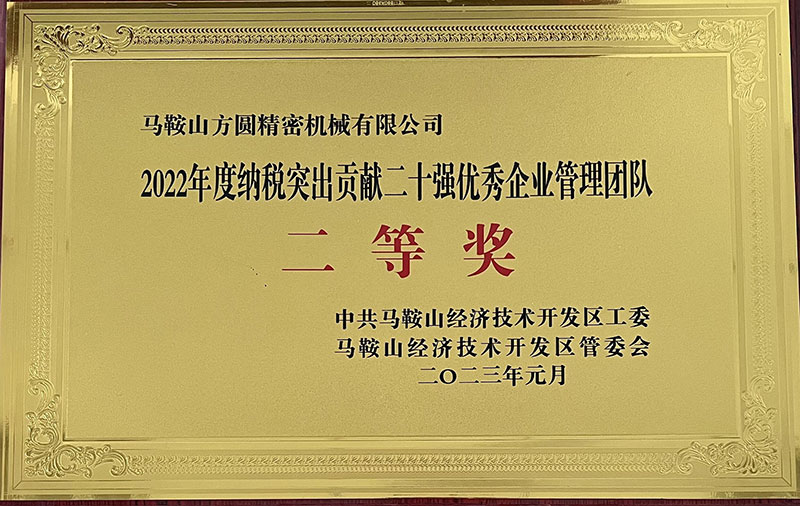 马鞍山方圆精密机械有限公司
2022年度纳税突出贡献二十强优秀企业管理团队
二等奖
中共马鞍山经济技术开发区工委
马鞍山经济技术开发区管委会
二〇二三年元月